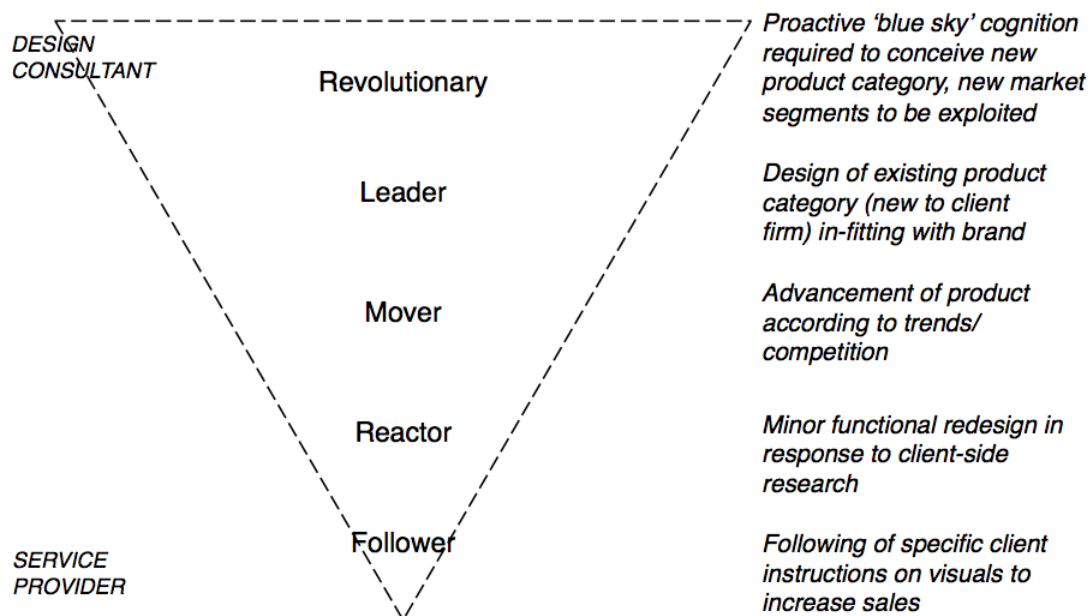 DESIGN
CONSULTANT
Revolutionary
Proactive ‘blue sky’ cognition
required to conceive new
product category, new market
segments to be exploited
Leader
Design of existing product
category (new to client
firm) in-fitting with brand
Mover
Advancement of product
according to trends/
competition
Reactor
Minor functional redesign in
response to client-side
research
SERVICE
PROVIDER
Follower
Following of specific client
instructions on visuals to
increase sales